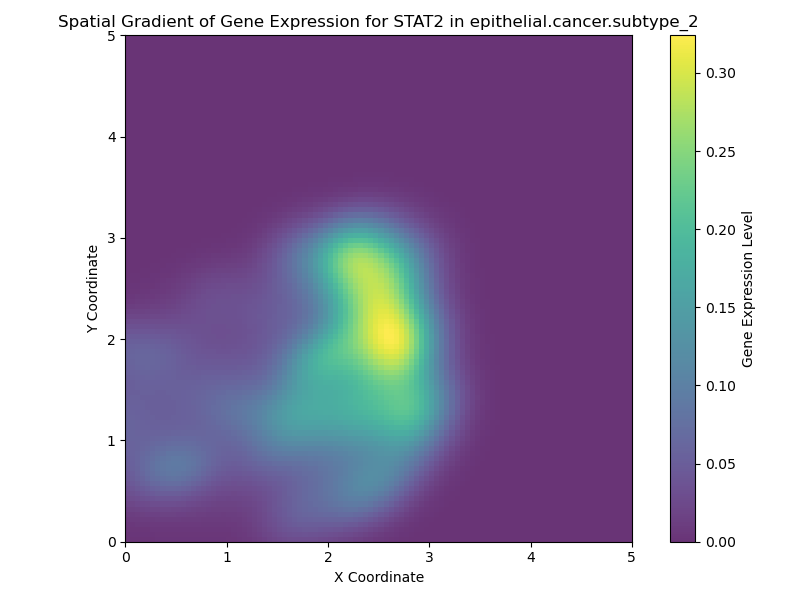 Spatial Gradient of Gene Expression for STAT2 in epithelial.cancer.subtype_2
5
4
3
2
1
0
Y Coordinate
0 1 2 3 4 5
X Coordinate
0.30
0.25
0.20
0.15
0.10
0.05
0.00
Gene Expression Level